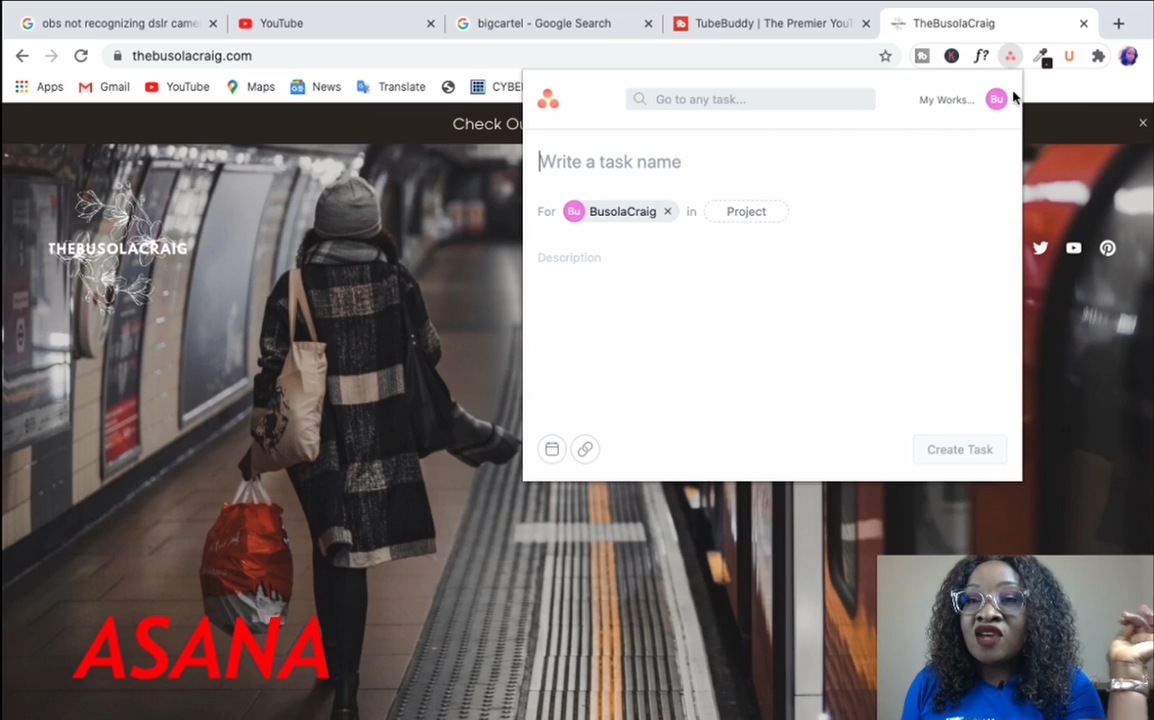 obs not recognizing dslr came
YouTube
bigcartel - Google Search
TubeBuddy | The Premier You
TheBusolaCraig
thebusolacraig.com
f?
Apps
Gmail
YouTube
Maps
News
Translate
CYBE
Check Ou
Go to any task...
My Works...
Bu
Write a task name
For
Bu
BusolaCraig
in
Project
Description
THEBUSOLACRAIG
Create Task
ASANA